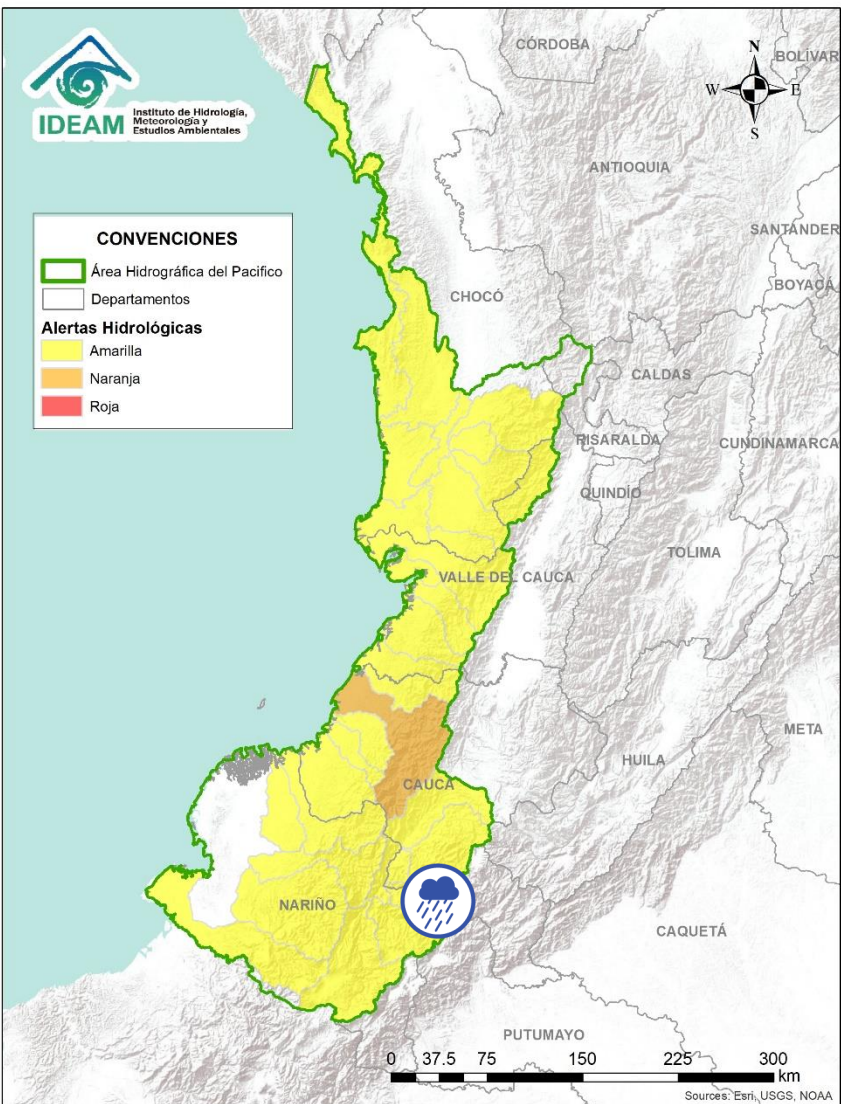 IDEAM
Instituto de Hidrología,
Meteorología y
Estudios Ambientales
CONVENCIONES
Área Hidrográfica del Pacifico
Departamentos
Alertas Hidrológicas
Amarilla
Naranja
Roja
N
W
E
S
CÓRDOBA
BOLÍVAR
ANTIOQUIA
SANTANDER
BOYACÁ
CHOCÓ
CALDAS
RISARALDA
CUNDINAMARCA
QUINDÍO
TOLIMA
VALLE DEL CAUCA
META
HUILA
CAUCA
NARIÑO
CAQUETÁ
PUTUMAYO
0 37.5 75 150 225 300
km
Sources: Esri, USGS, NOAA